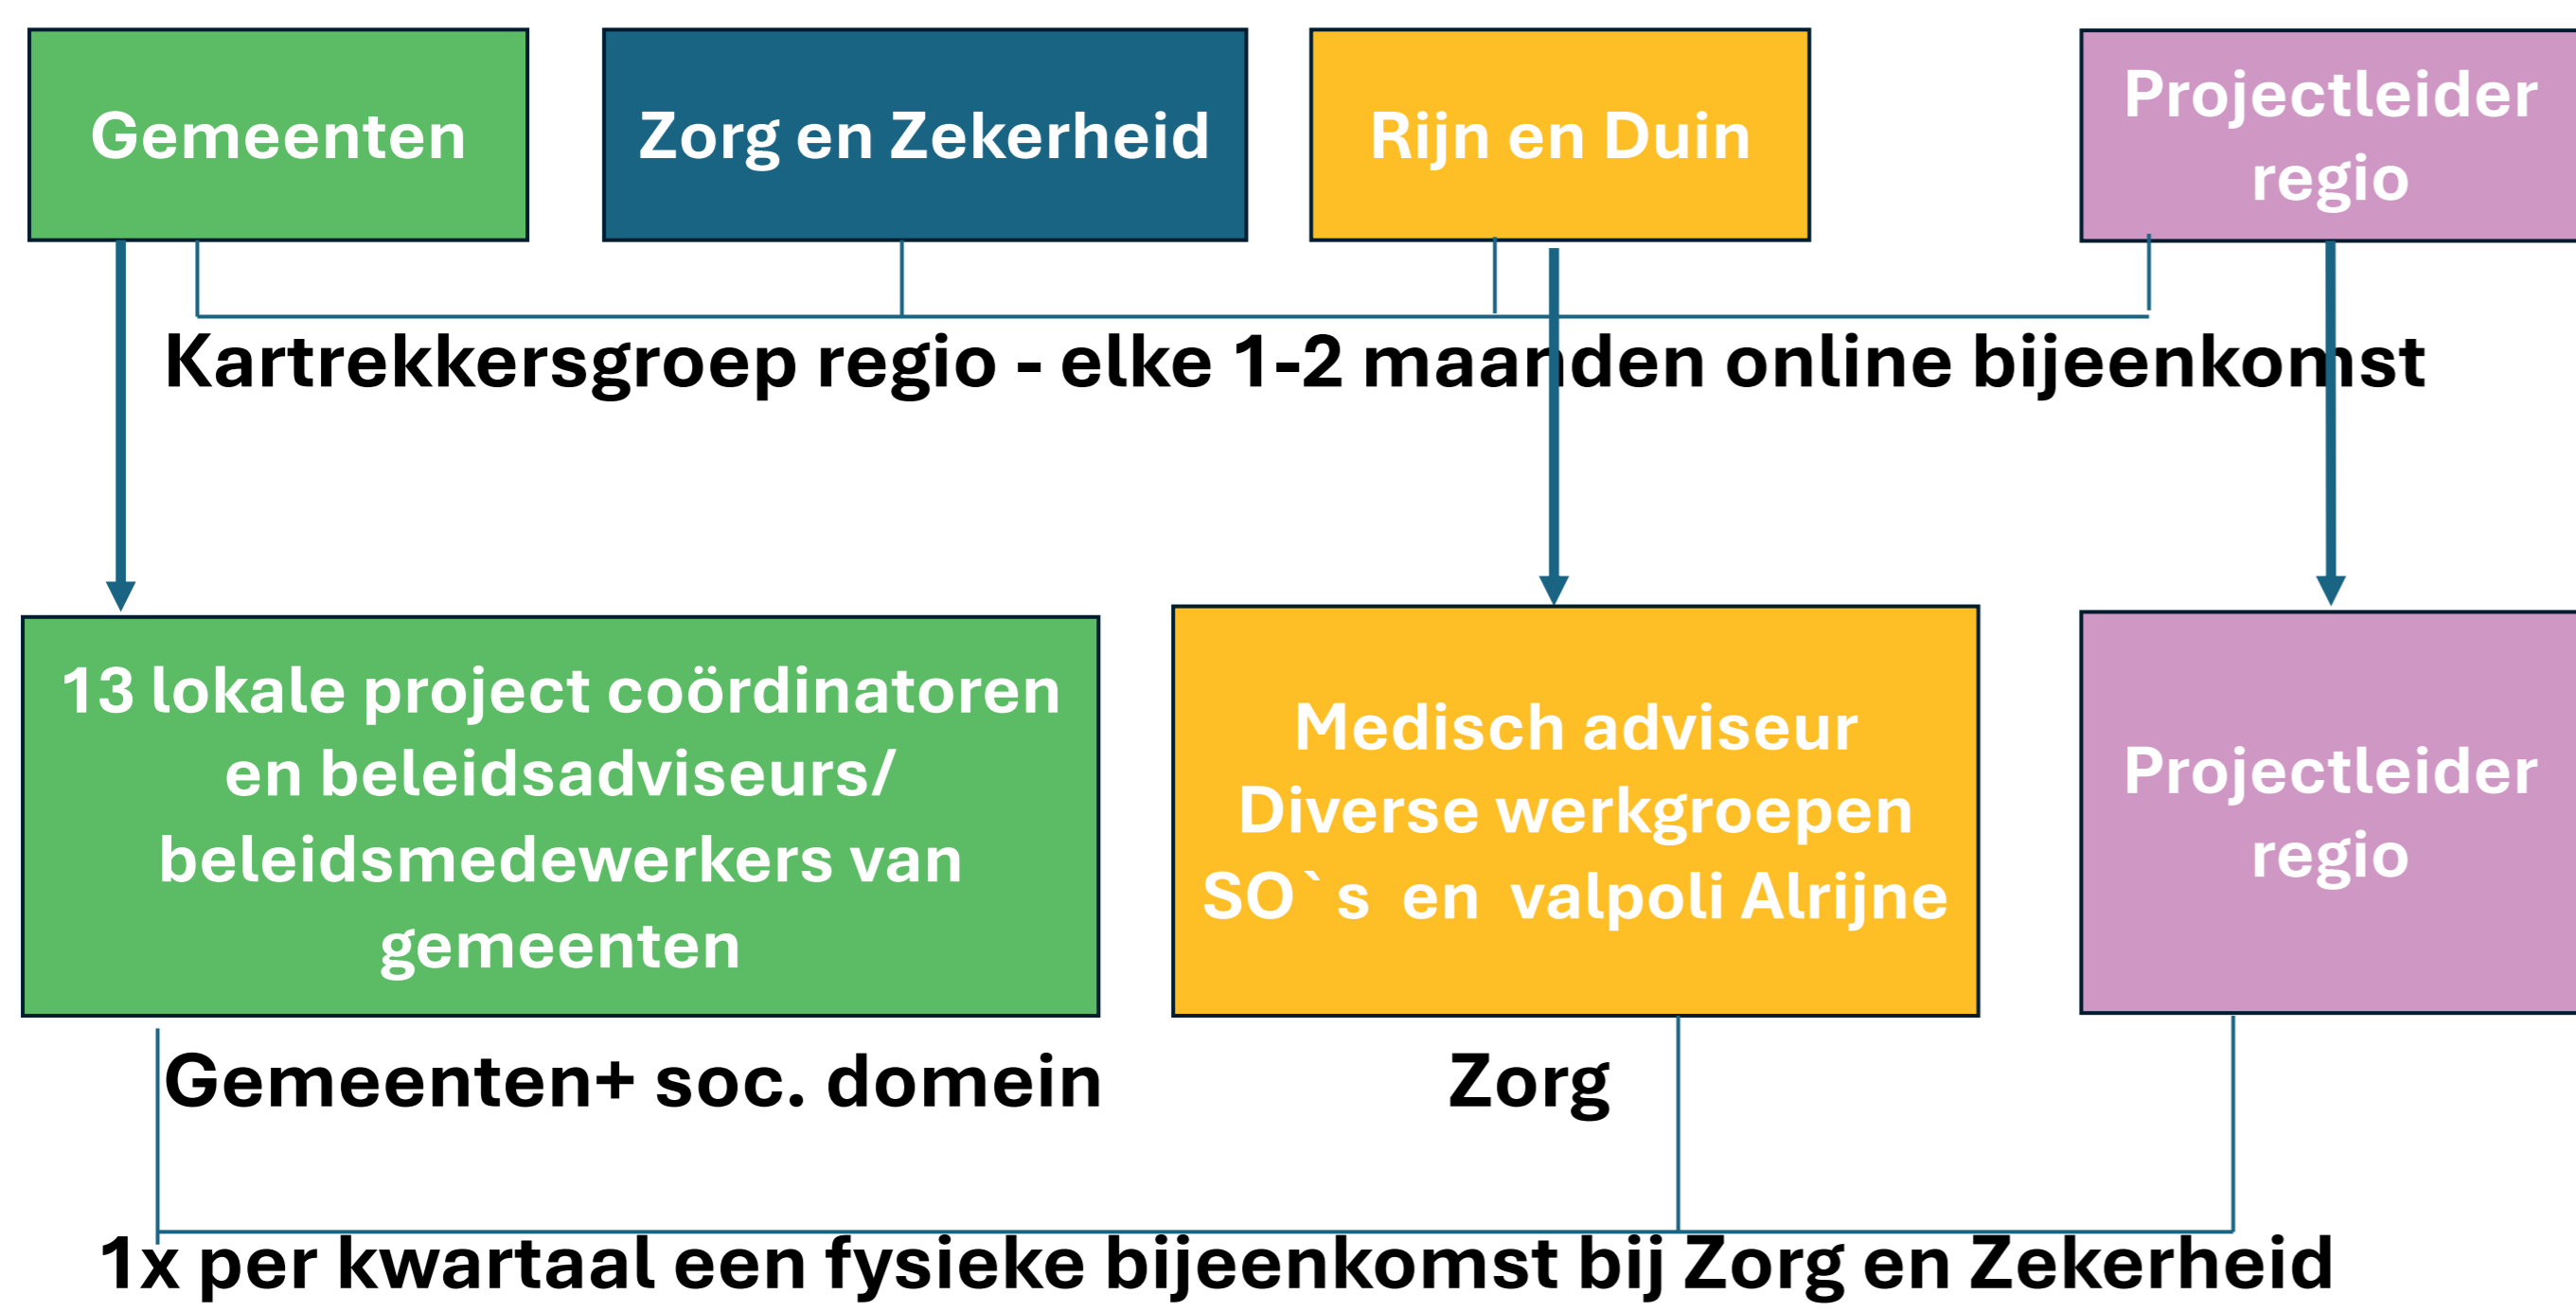 Gemeenten
Zorg en Zekerheid
Rijn en Duin
Projectleider
regio
Kartrekkersgroep regio - elke 1-2 maanden online bijeenkomst
13 lokale project coördinatoren
en beleidsadviseurs/
beleidsmedewerkers van
gemeenten
Medisch adviseur
Diverse werkgroepen
SO`s en valpoli Alrijne
Projectleider
regio
Gemeenten+ soc. domein
Zorg
1x per kwartaal een fysieke bijeenkomst bij Zorg en Zekerheid